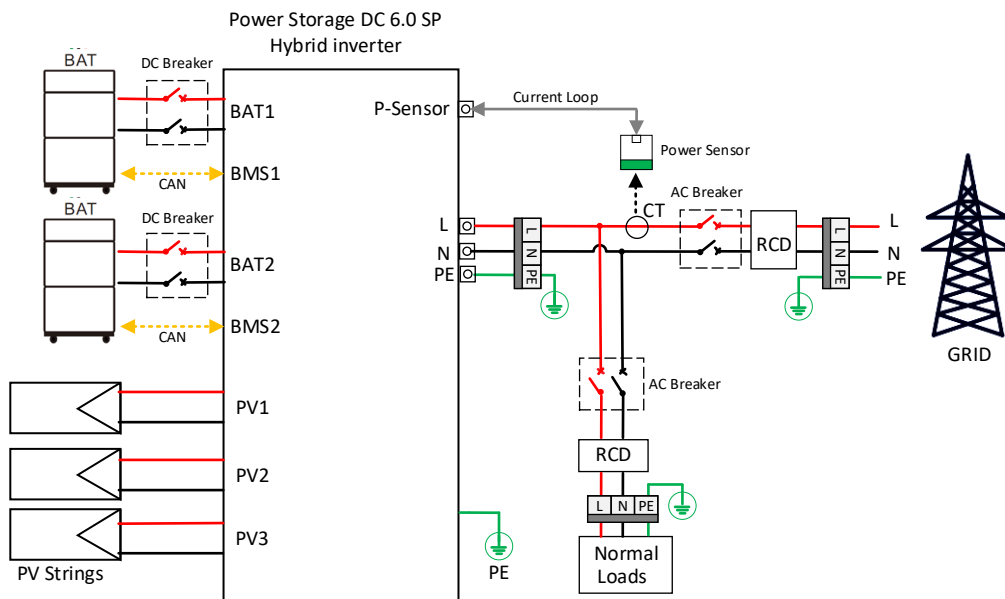 Power Storage DC 6.0 SP
Hybrid inverter
BAT
DC Breaker
BAT1
CAN
BMS1
BAT
DC Breaker
BAT2
CAN
BMS2
PV1
PV2
PV3
PV Strings
P-Sensor
Current Loop
Power Sensor
CT
AC Breaker
RCD
L
N
PE
L
N
PE
L
N
PE
L
N
PE
GRID
AC Breaker
RCD
L N PE
Normal
Loads
PE